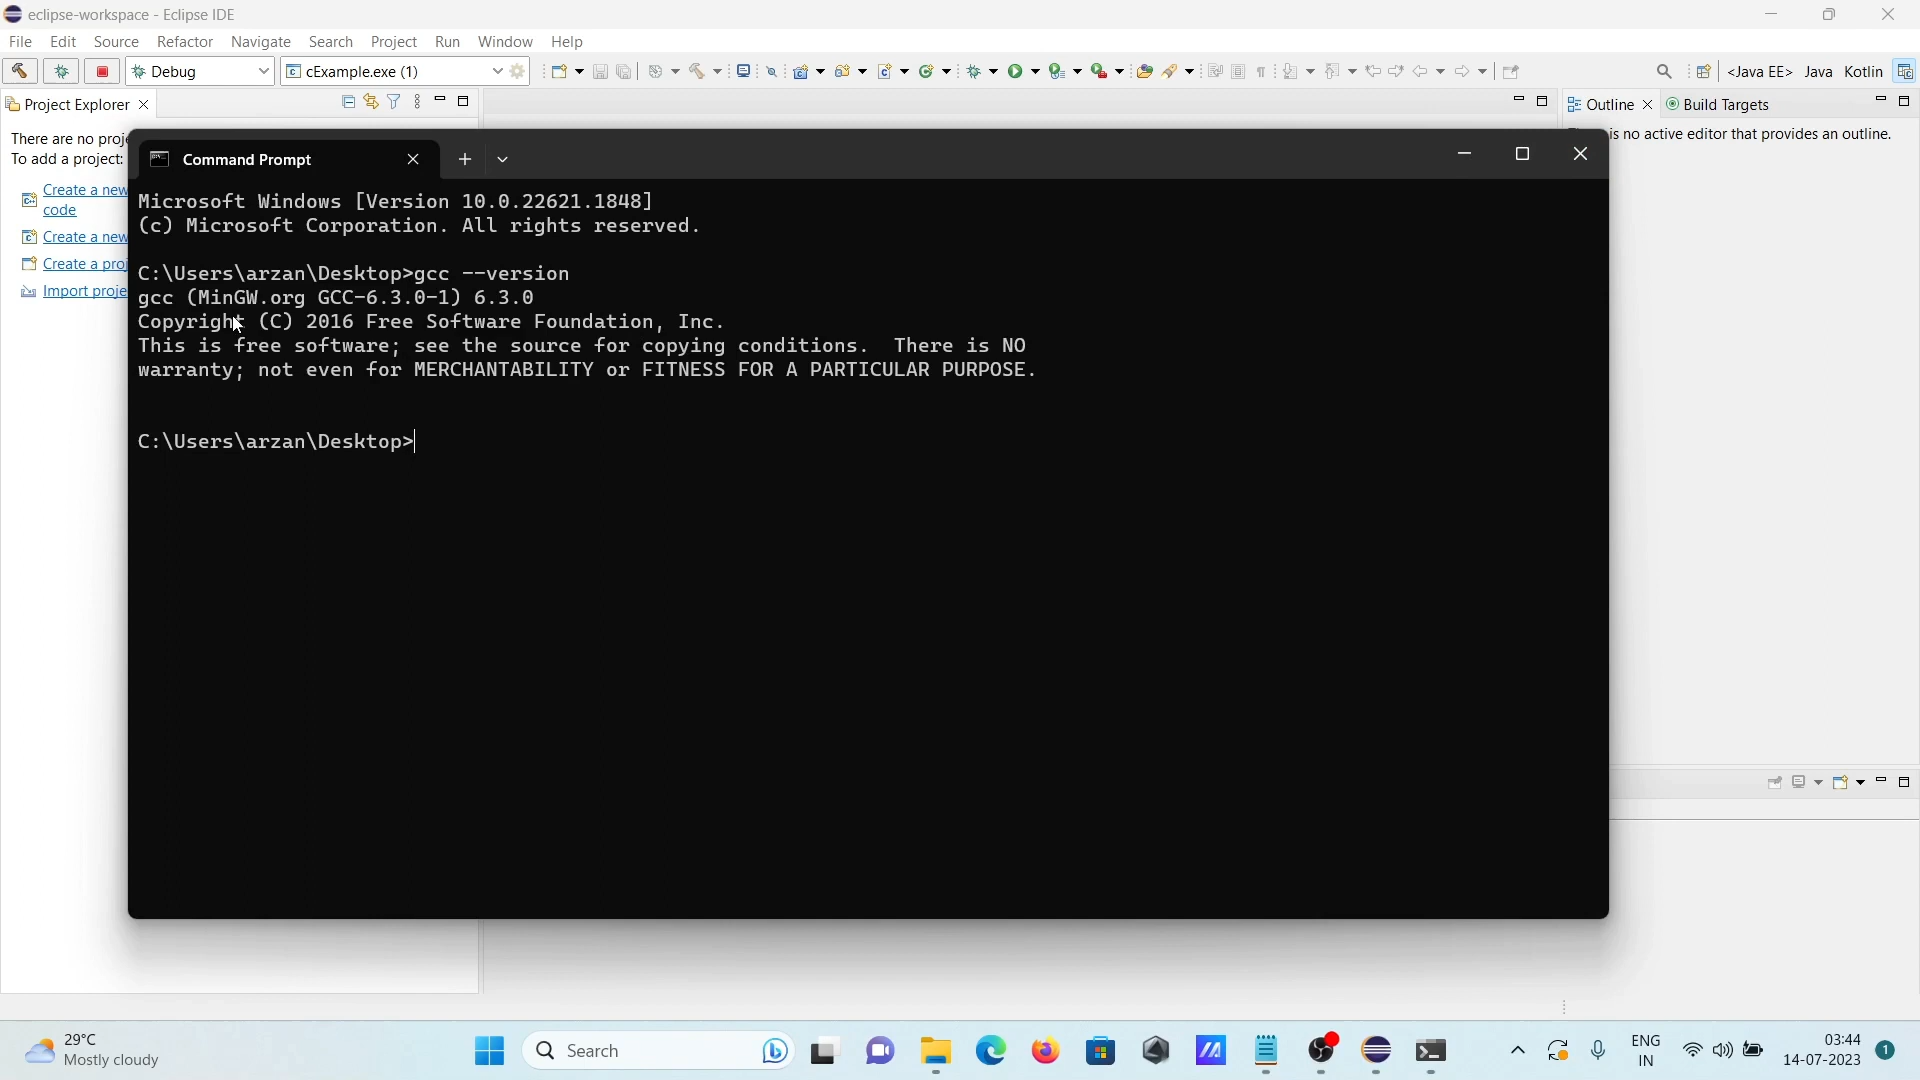 eclipse-workspace - Eclipse IDE
File Edit Source Refactor Navigate Search Project Run Window Help
Debug cExample.exe (1) <Java EE> Java Kotlin
Project Explorer Outline Build Targets
There are no proje
To add a project:
is no active editor that provides an outline.
Create a new
code
Create a new
Create a proj
Import proje
Command Prompt
Microsoft Windows [Version 10.0.22621.1848]
(c) Microsoft Corporation. All rights reserved.
C:\Users\arzan\Desktop>gcc --version
gcc (MinGW.org GCC-6.3.0-1) 6.3.0
Copyright (C) 2016 Free Software Foundation, Inc.
This is free software; see the source for copying conditions.  There is NO
warranty; not even for MERCHANTABILITY or FITNESS FOR A PARTICULAR PURPOSE.
C:\Users\arzan\Desktop>
29°C
Mostly cloudy
Search
ENG
IN
03:44
14-07-2023
1